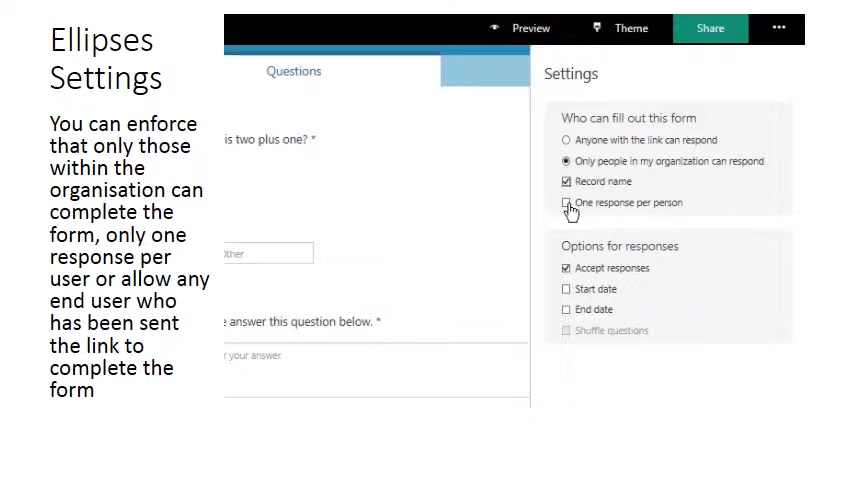 Ellipses
Settings
You can enforce
that only those
within the
organisation can
complete the
form, only one
response per
user or allow any
end user who
has been sent
the link to
complete the
form
Preview
Theme
Share
Questions
is two plus one? *
Other
e answer this question below. *
r your answer
Settings
Who can fill out this form
Anyone with the link can respond
Only people in my organization can respond
Record name
One response per person
Options for responses
Accept responses
Start date
End date
Shuffle questions